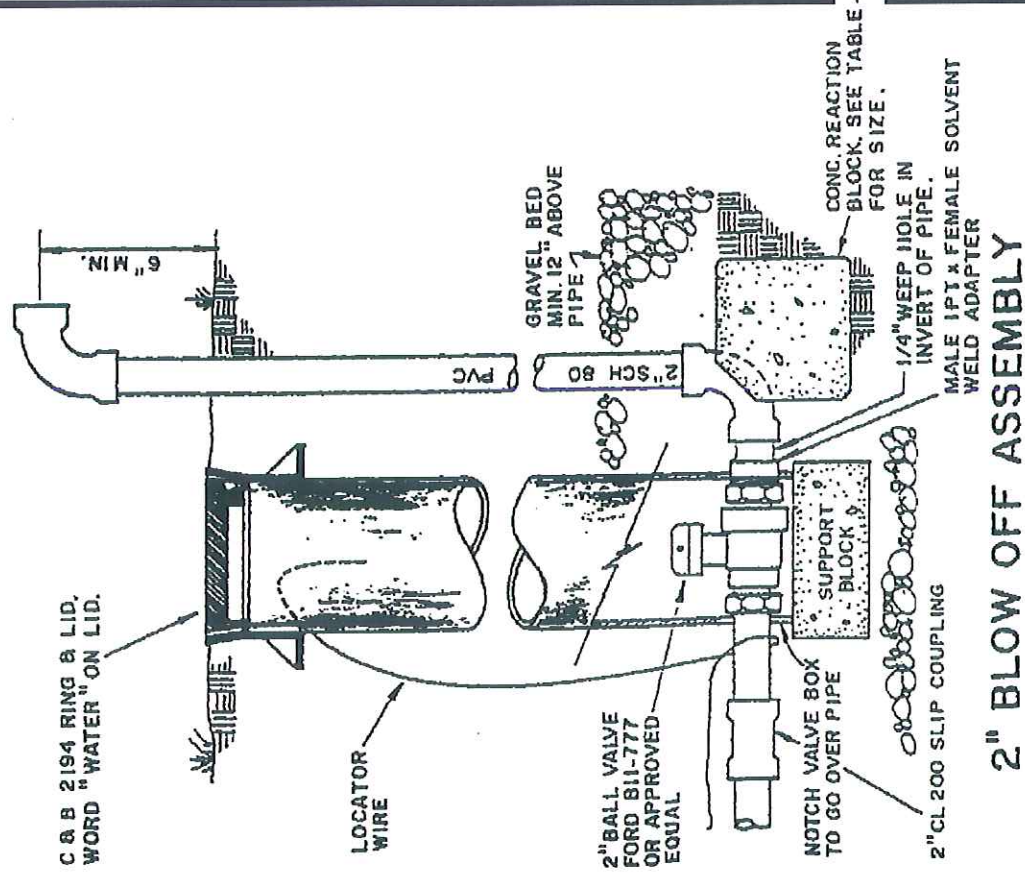 C & B 2194 RING & LID.
WORD "WATER" ON LID.
6" MIN.
LOCATOR
WIRE
GRAVEL BED
MIN. 12" ABOVE
PIPE
PVC
2" SCH 80
2" BALL VALVE
FORD B11-777
OR APPROVED
EQUAL
CONC. REACTION
BLOCK. SEE TABLE -
FOR SIZE.
1/4" WEEP HOLE IN
INVERT OF PIPE.
MALE IPT X FEMALE SOLVENT
WELD ADAPTER
SUPPORT
BLOCK
NOTCH VALVE BOX
TO GO OVER PIPE
2" CL 200 SLIP COUPLING
2" BLOW OFF ASSEMBLY